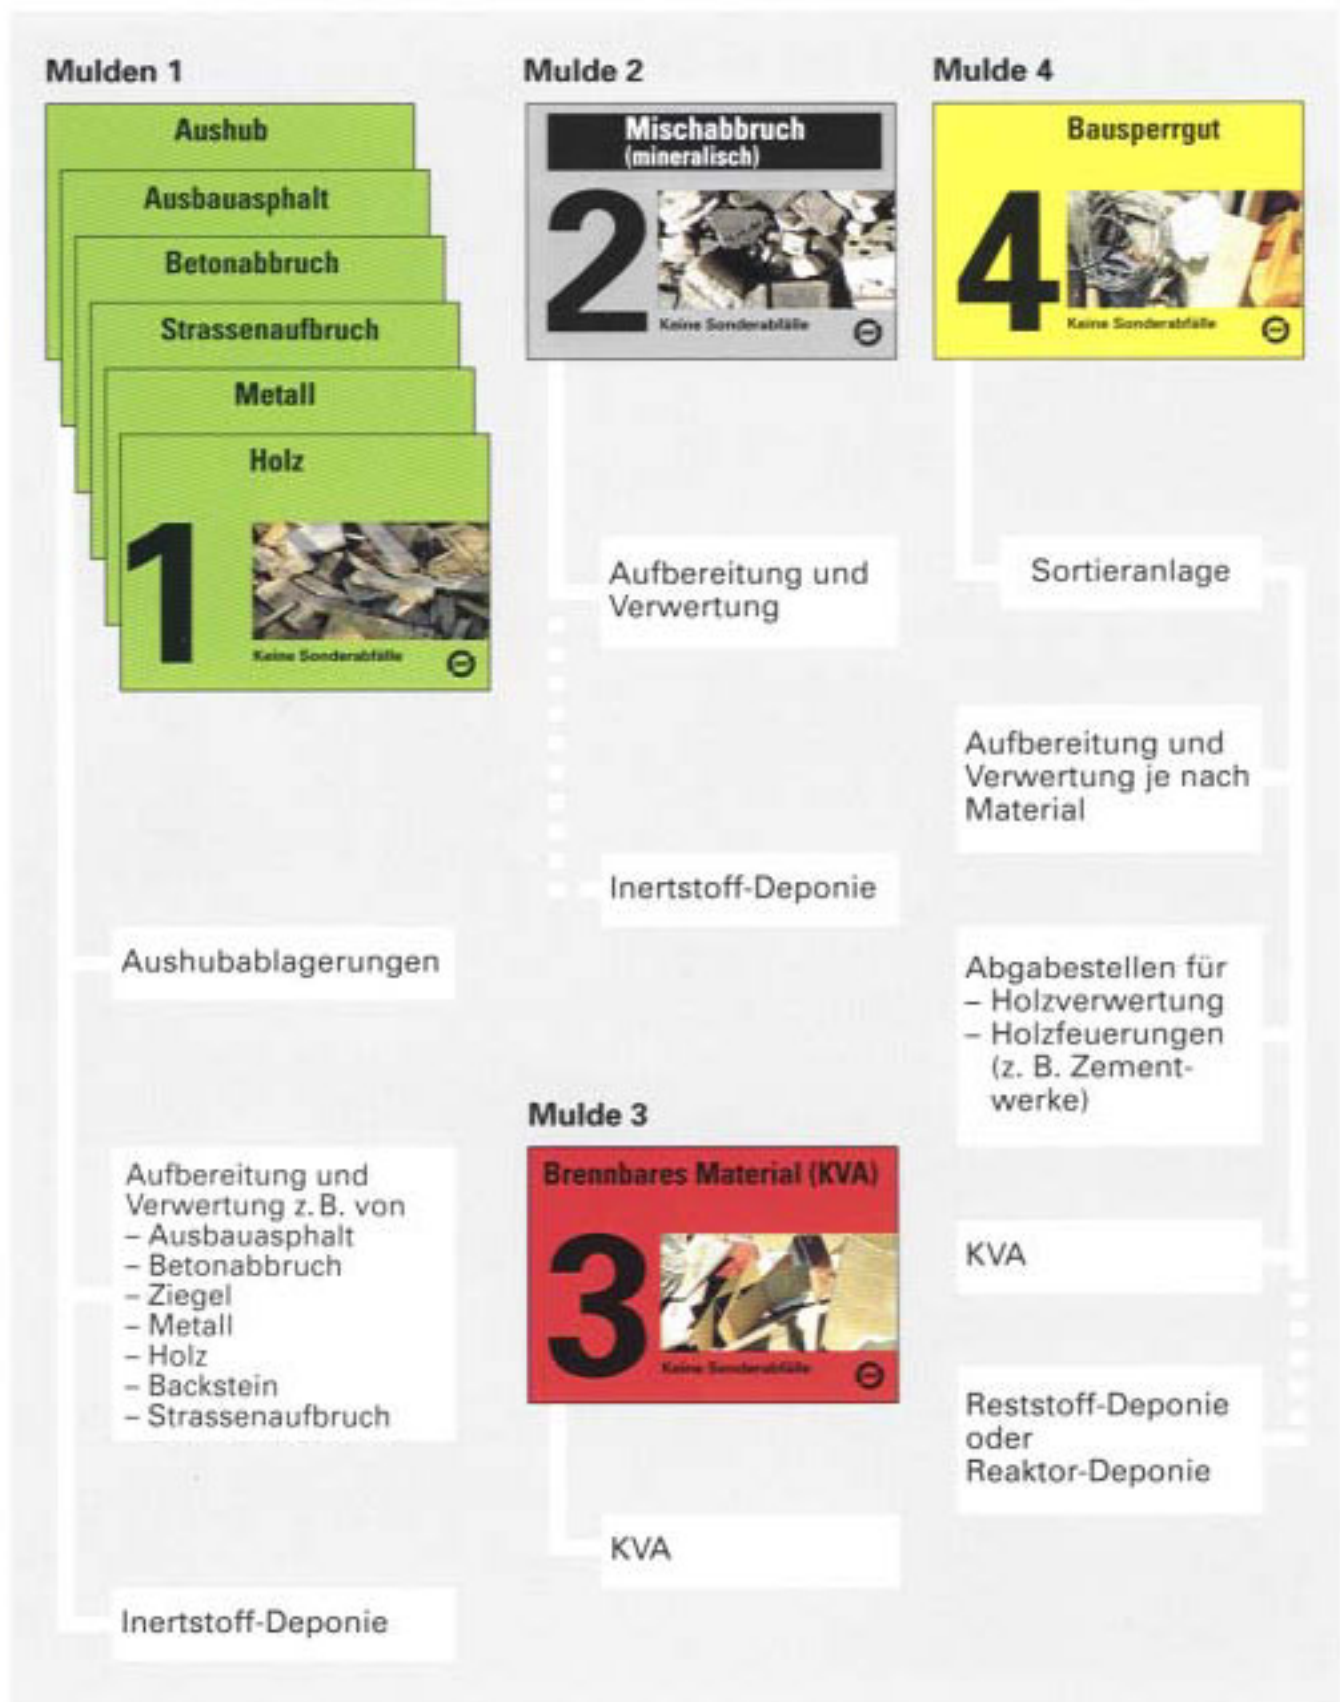 Mulden 1
Aushub
Ausbauasphalt
Betonabbruch
Strassenaufbruch
Metall
Holz
1
Keine Sonderabfälle
Aushubablagerungen
Aufbereitung und
Verwertung z. B. von
– Ausbauasphalt
– Betonabbruch
– Ziegel
– Metall
– Holz
– Backstein
– Strassenaufbruch
Inertstoff-Deponie
Mulde 2
Mischabbruch
(mineralisch)
2
Keine Sonderabfälle
Aufbereitung und
Verwertung
Inertstoff-Deponie
Mulde 3
Brennbares Material (KVA)
3
Keine Sonderabfälle
KVA
Mulde 4
Bausperrgut
4
Keine Sonderabfälle
Sortieranlage
Aufbereitung und
Verwertung je nach
Material
Abgabestellen für
– Holzverwertung
– Holzfeuerungen
(z. B. Zement-
werke)
KVA
Reststoff-Deponie
oder
Reaktor-Deponie